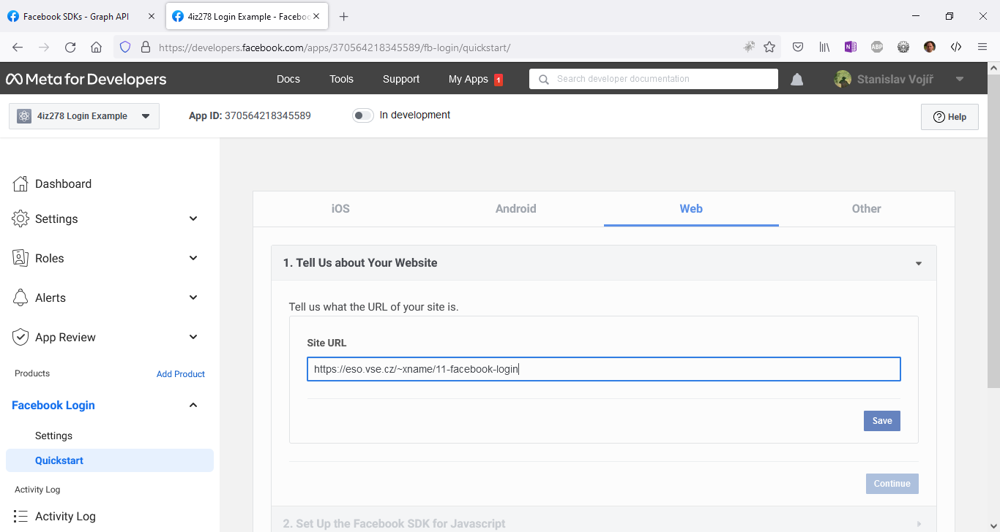 Facebook SDKs - Graph API
4iz278 Login Example - Facebo
https://developers.facebook.com/apps/370564218345589/fb-login/quickstart/
N
ABP
Meta for Developers
Docs
Tools
Support
My Apps
1
Search developer documentation
Stanislav Vojíř
4iz278 Login Example
App ID: 370564218345589
In development
? Help
Dashboard
Settings
Roles
Alerts
App Review
Products
Add Product
Facebook Login
Settings
Quickstart
Activity Log
Activity Log
iOS
Android
Web
Other
1. Tell Us about Your Website
Tell us what the URL of your site is.
Site URL
https://eso.vse.cz/~xname/11-facebook-login
Save
Continue
2. Set Up the Facebook SDK for Javascript